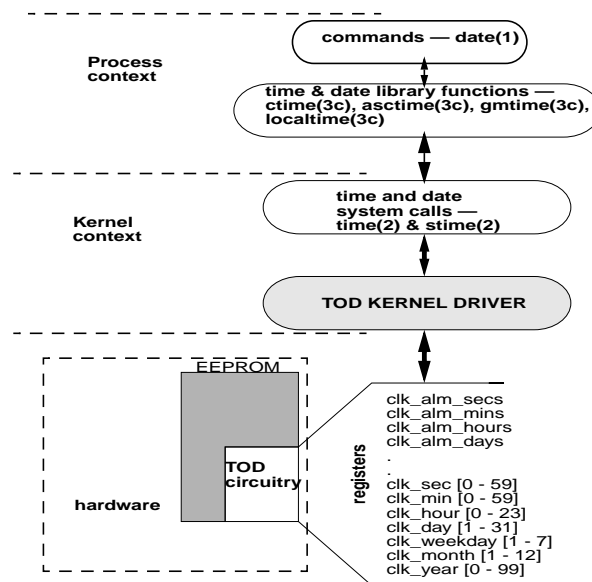 commands — date(1)
Process
context
time & date library functions —
ctime(3c), asctime(3c), gmtime(3c),
localtime(3c)
time and date
system calls —
time(2) & stime(2)
Kernel
context
TOD KERNEL DRIVER
EEPROM
TOD
circuitry
hardware
registers
clk_alm_secs
clk_alm_mins
clk_alm_hours
clk_alm_days
.
.
clk_sec [0 - 59]
clk_min [0 - 59]
clk_hour [0 - 23]
clk_day [1 - 31]
clk_weekday [1 - 7]
clk_month [1 - 12]
clk_year [0 - 99]